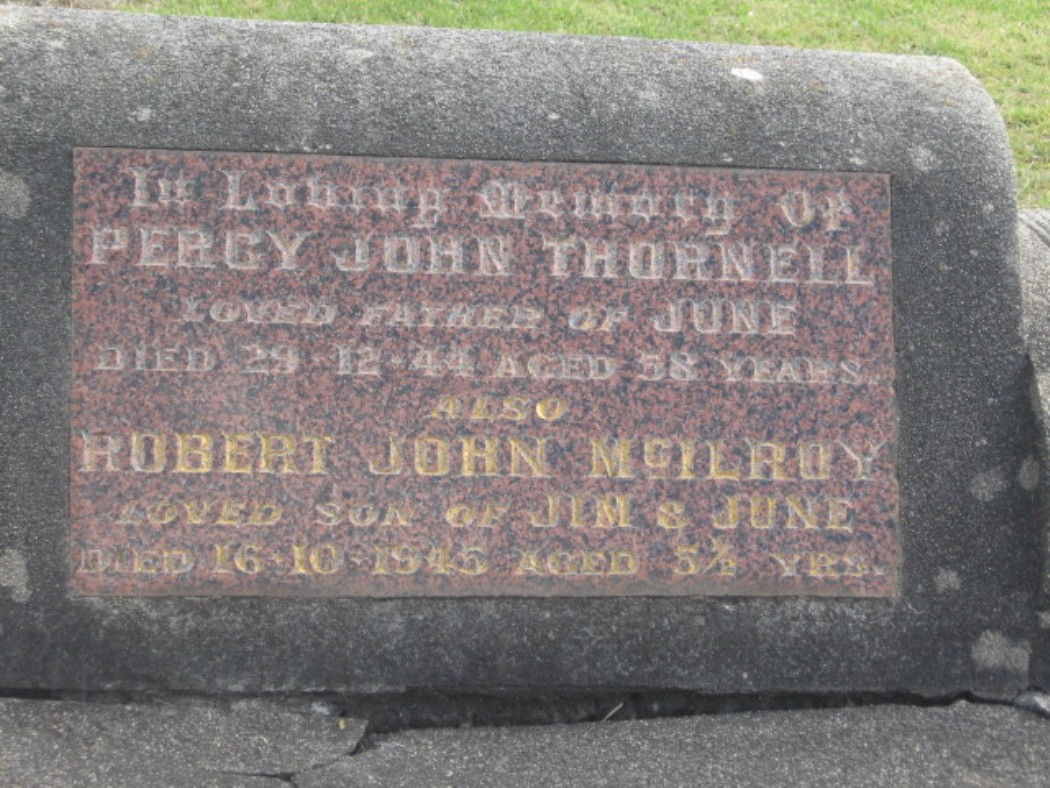 In Loving Memory Of
PERCY JOHN THORNELL
LOVED FATHER OF JUNE
DIED 29-12-44 AGED 58 YEARS.
ALSO
ROBERT JOHN McILROY
LOVED SON OF JIM & JUNE
DIED 16-10-1945 AGED 5½ YRS.